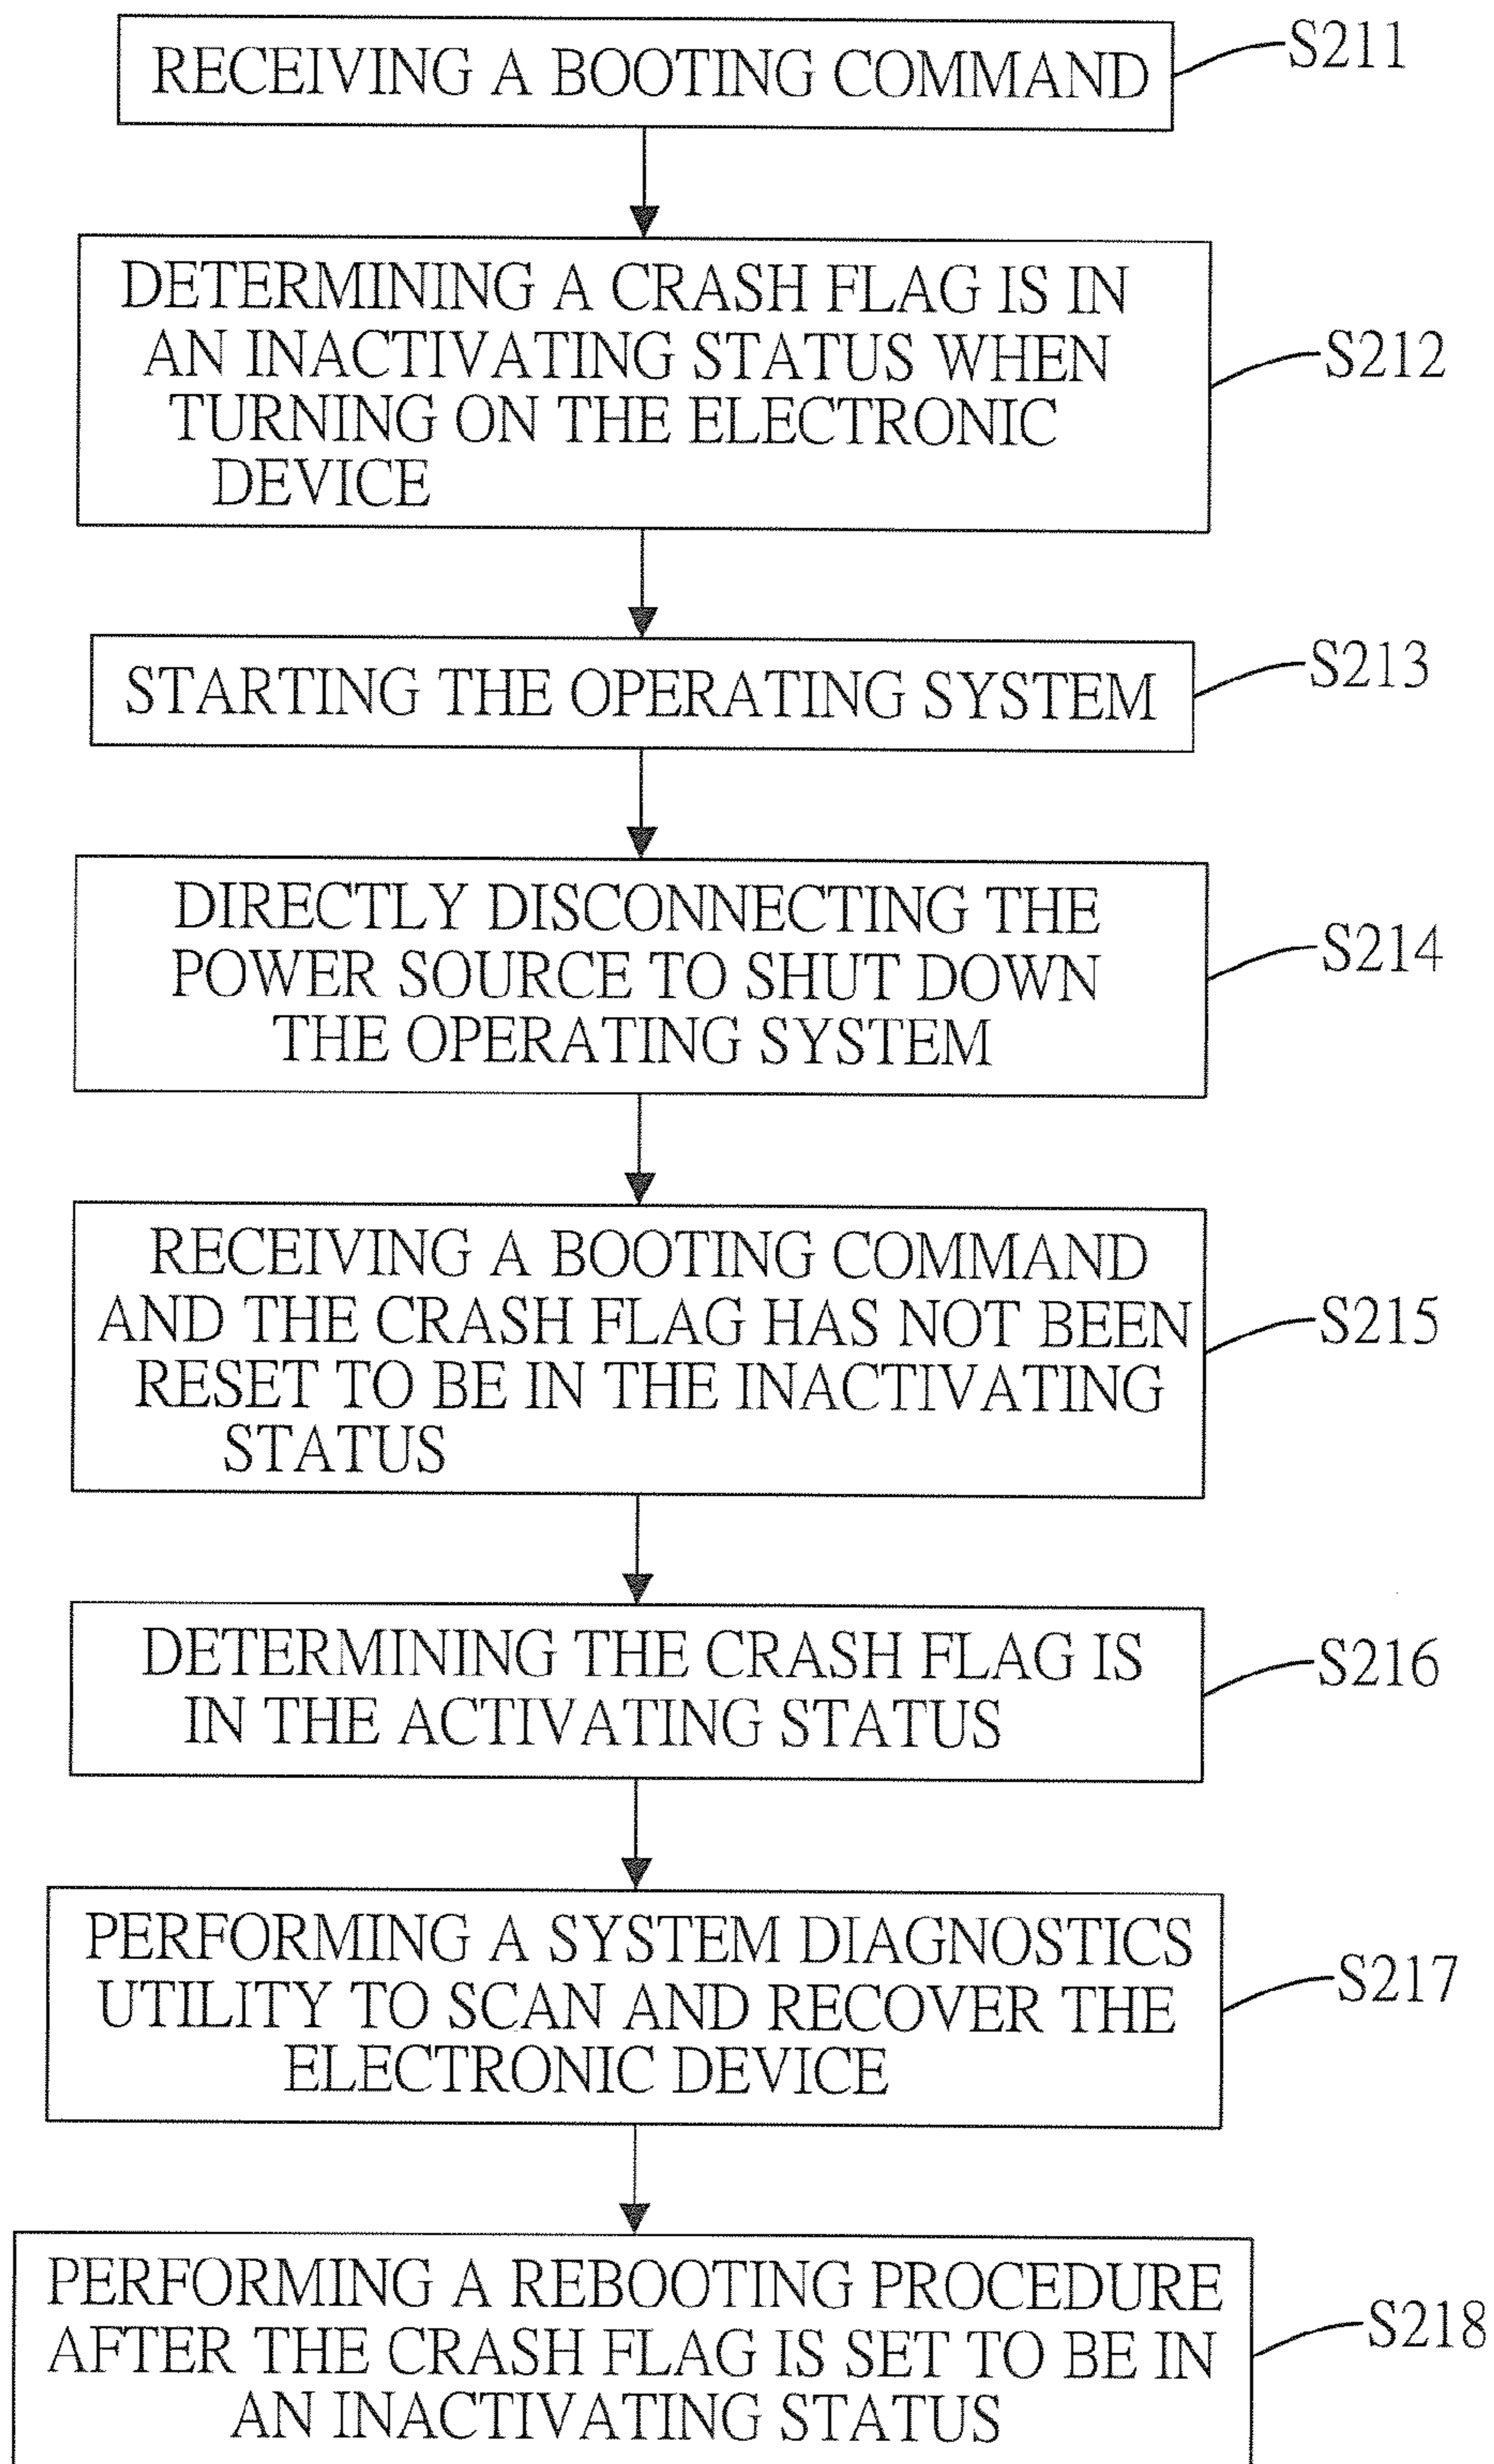 RECEIVING A BOOTING COMMAND
S211
DETERMINING A CRASH FLAG IS IN
AN INACTIVATING STATUS WHEN
TURNING ON THE ELECTRONIC
DEVICE
S212
STARTING THE OPERATING SYSTEM
S213
DIRECTLY DISCONNECTING THE
POWER SOURCE TO SHUT DOWN
THE OPERATING SYSTEM
S214
RECEIVING A BOOTING COMMAND
AND THE CRASH FLAG HAS NOT BEEN
RESET TO BE IN THE INACTIVATING
STATUS
S215
DETERMINING THE CRASH FLAG IS
IN THE ACTIVATING STATUS
S216
PERFORMING A SYSTEM DIAGNOSTICS
UTILITY TO SCAN AND RECOVER THE
ELECTRONIC DEVICE
S217
PERFORMING A REBOOTING PROCEDURE
AFTER THE CRASH FLAG IS SET TO BE IN
AN INACTIVATING STATUS
S218